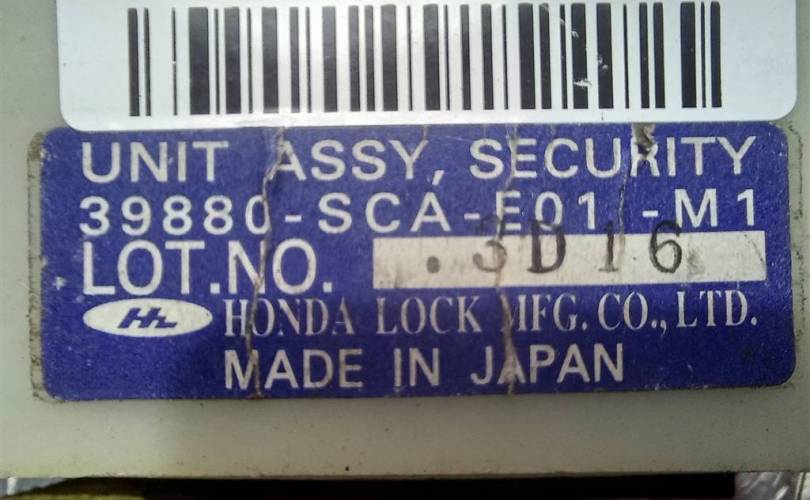 UNIT ASSY, SECURITY
39880-SCA-E01 -M1
LOT.NO. .3D16
HONDA LOCK MFG. CO., LTD.
MADE IN JAPAN